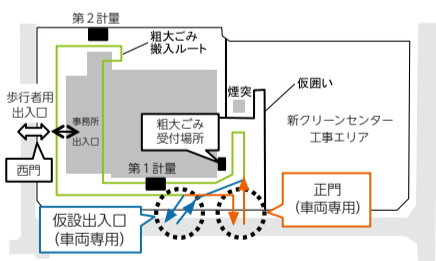 第2計量
粗大ごみ
搬入ルート
歩行者用
出入口
事務所
出入口
煙突
仮囲い
粗大ごみ
受付場所
新クリーンセンター
工事エリア
西門
第1計量
仮設出入口
(車両専用)
正門
(車両専用)